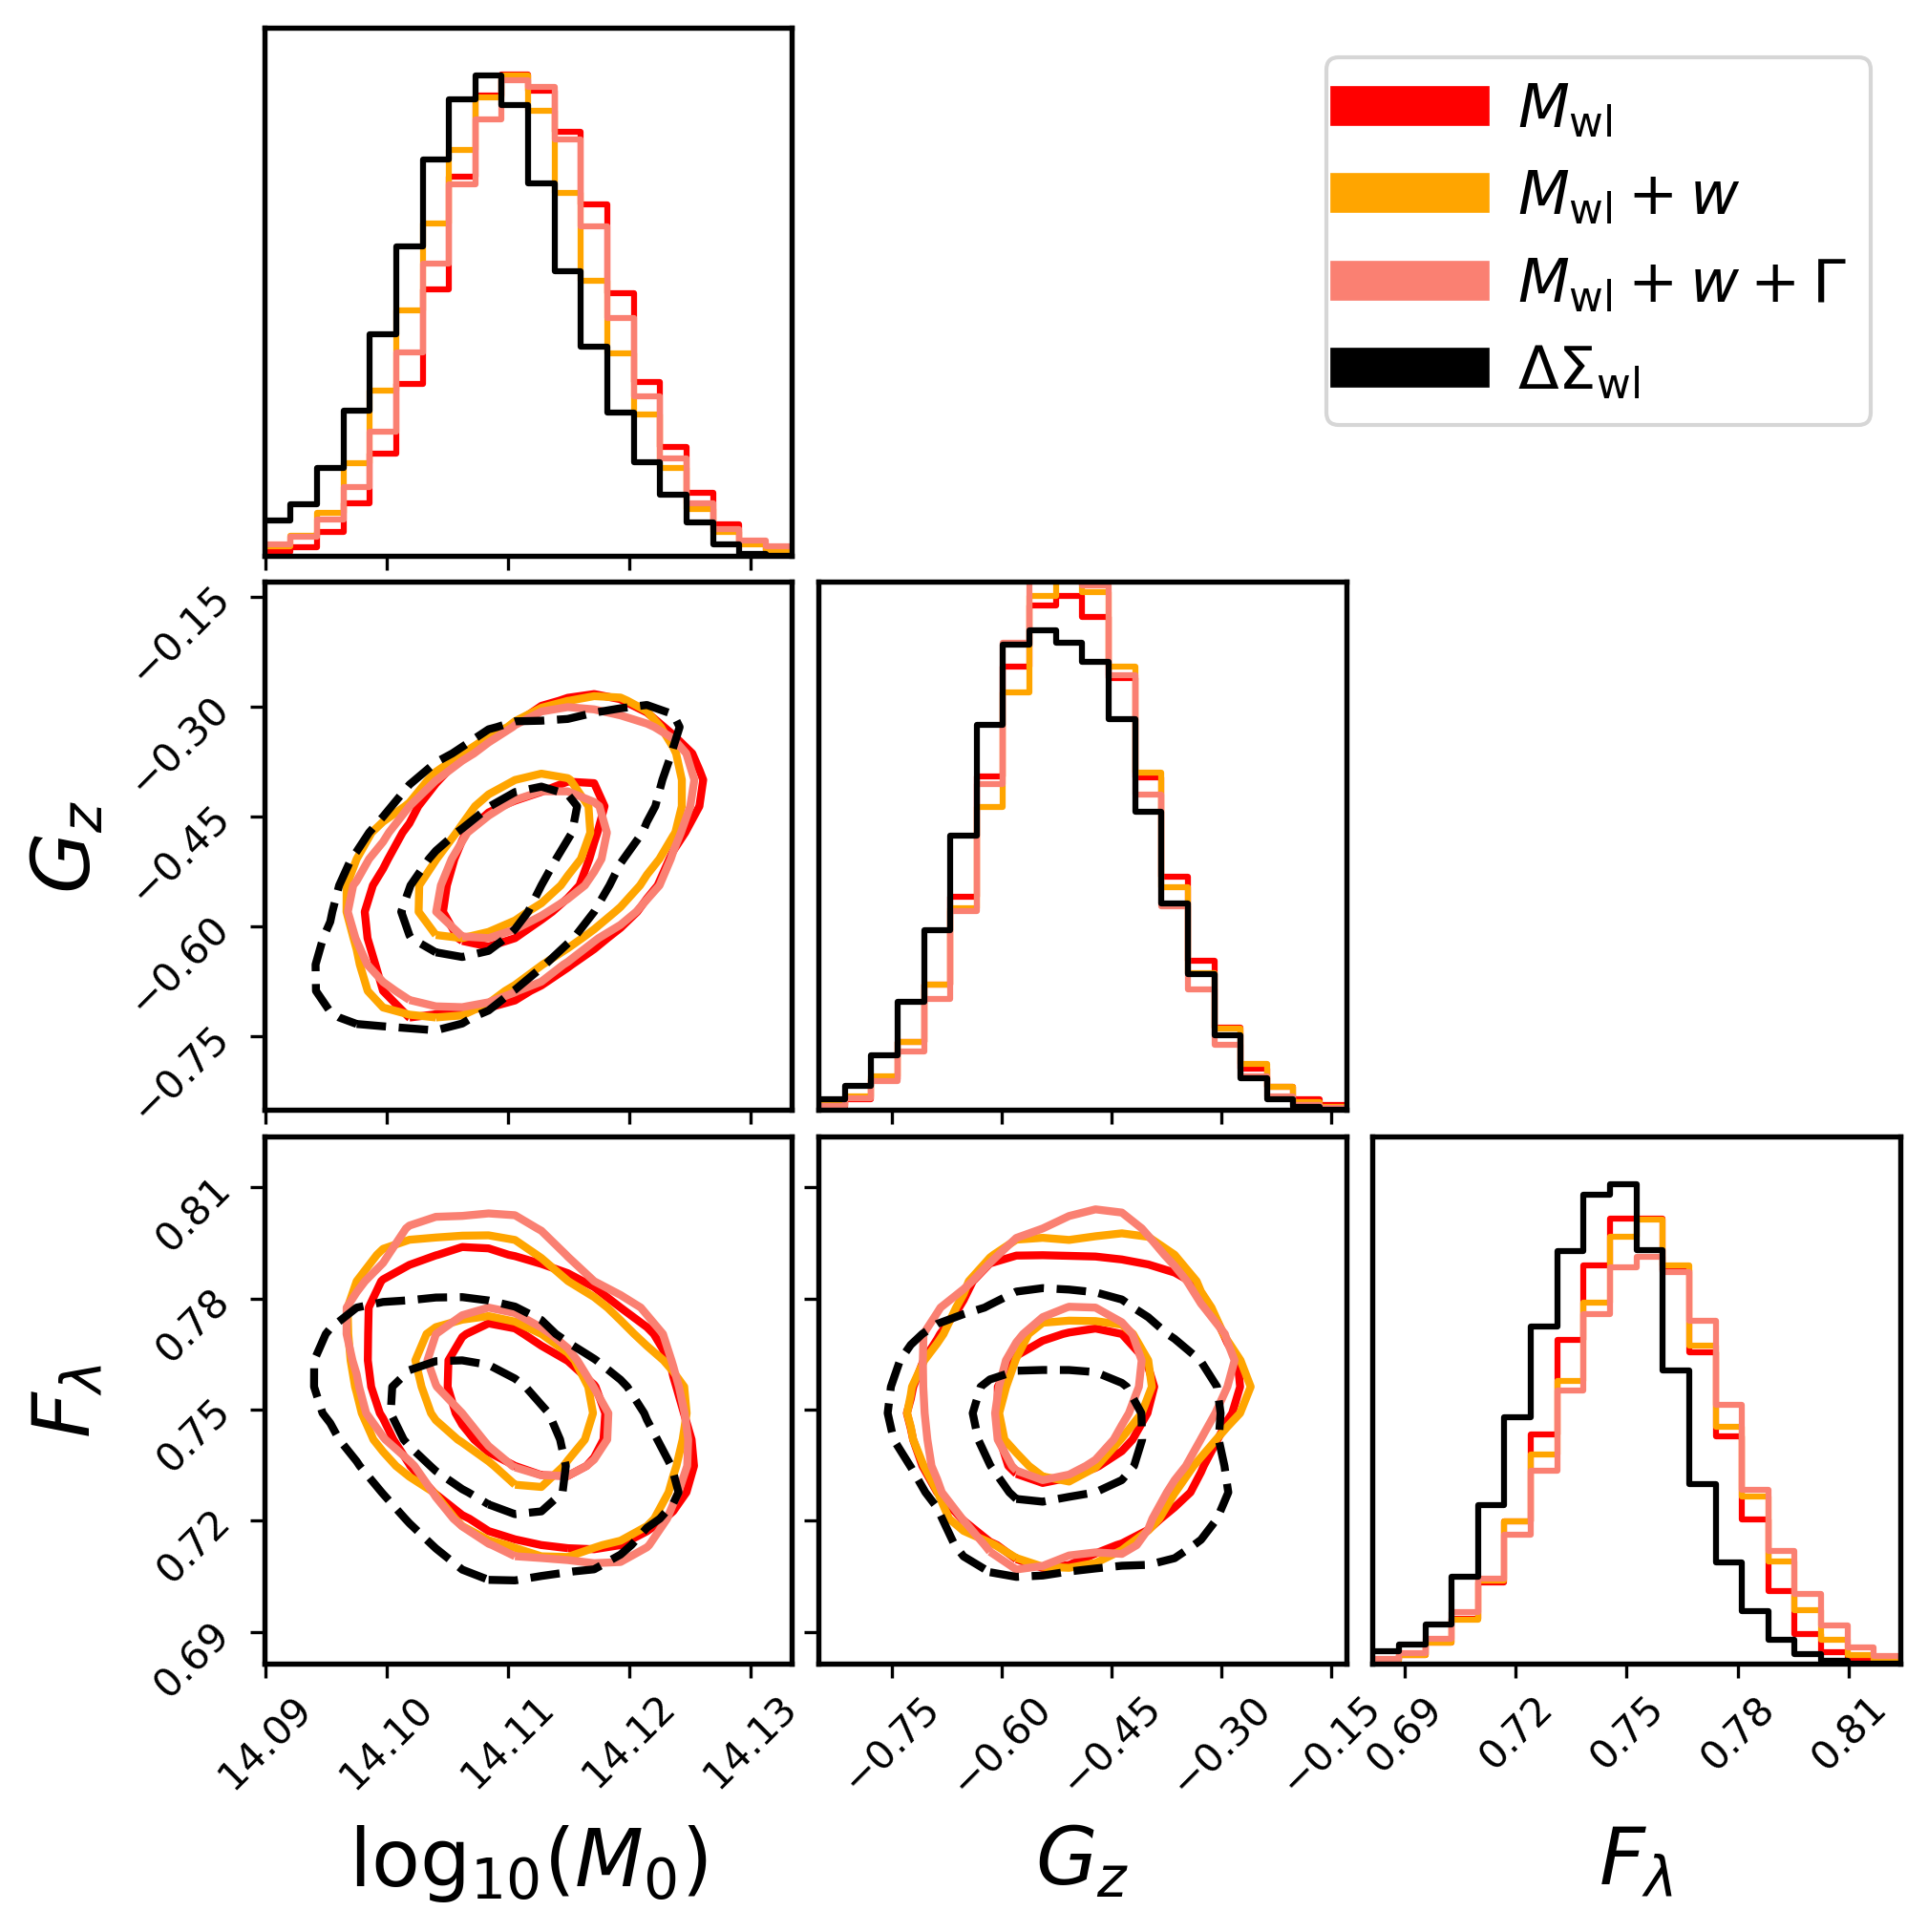 M_wl
M_wl + w
M_wl + w + Γ
ΔΣ_wl
−0.15
−0.30
−0.45
−0.60
−0.75
G_z
0.81
0.78
0.75
0.72
0.69
F_λ
14.09 14.10 14.11 14.12 14.13 −0.75 −0.60 −0.45 −0.30 −0.15 0.69 0.72 0.75 0.78 0.81
log₁₀(M₀) G_z F_λ